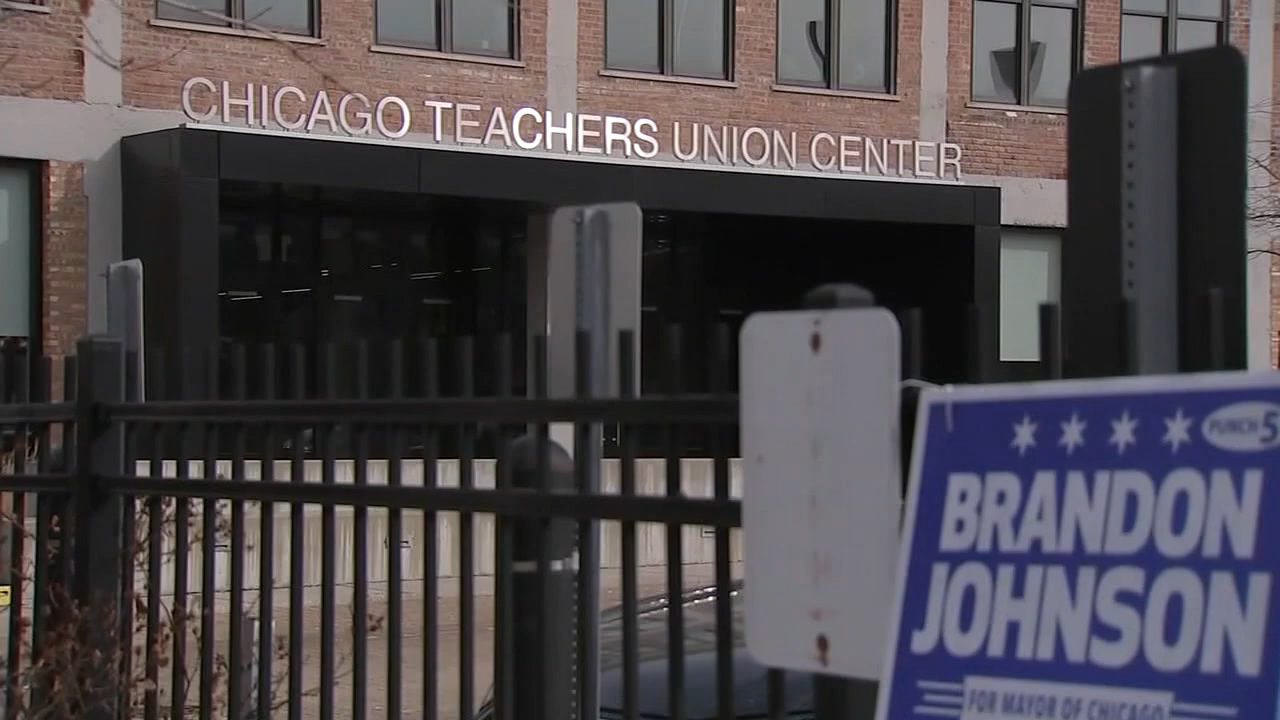 CHICAGO TEACHERS UNION CENTER
PUNCH 5
BRANDON
JOHNSON
FOR MAYOR OF CHICAGO